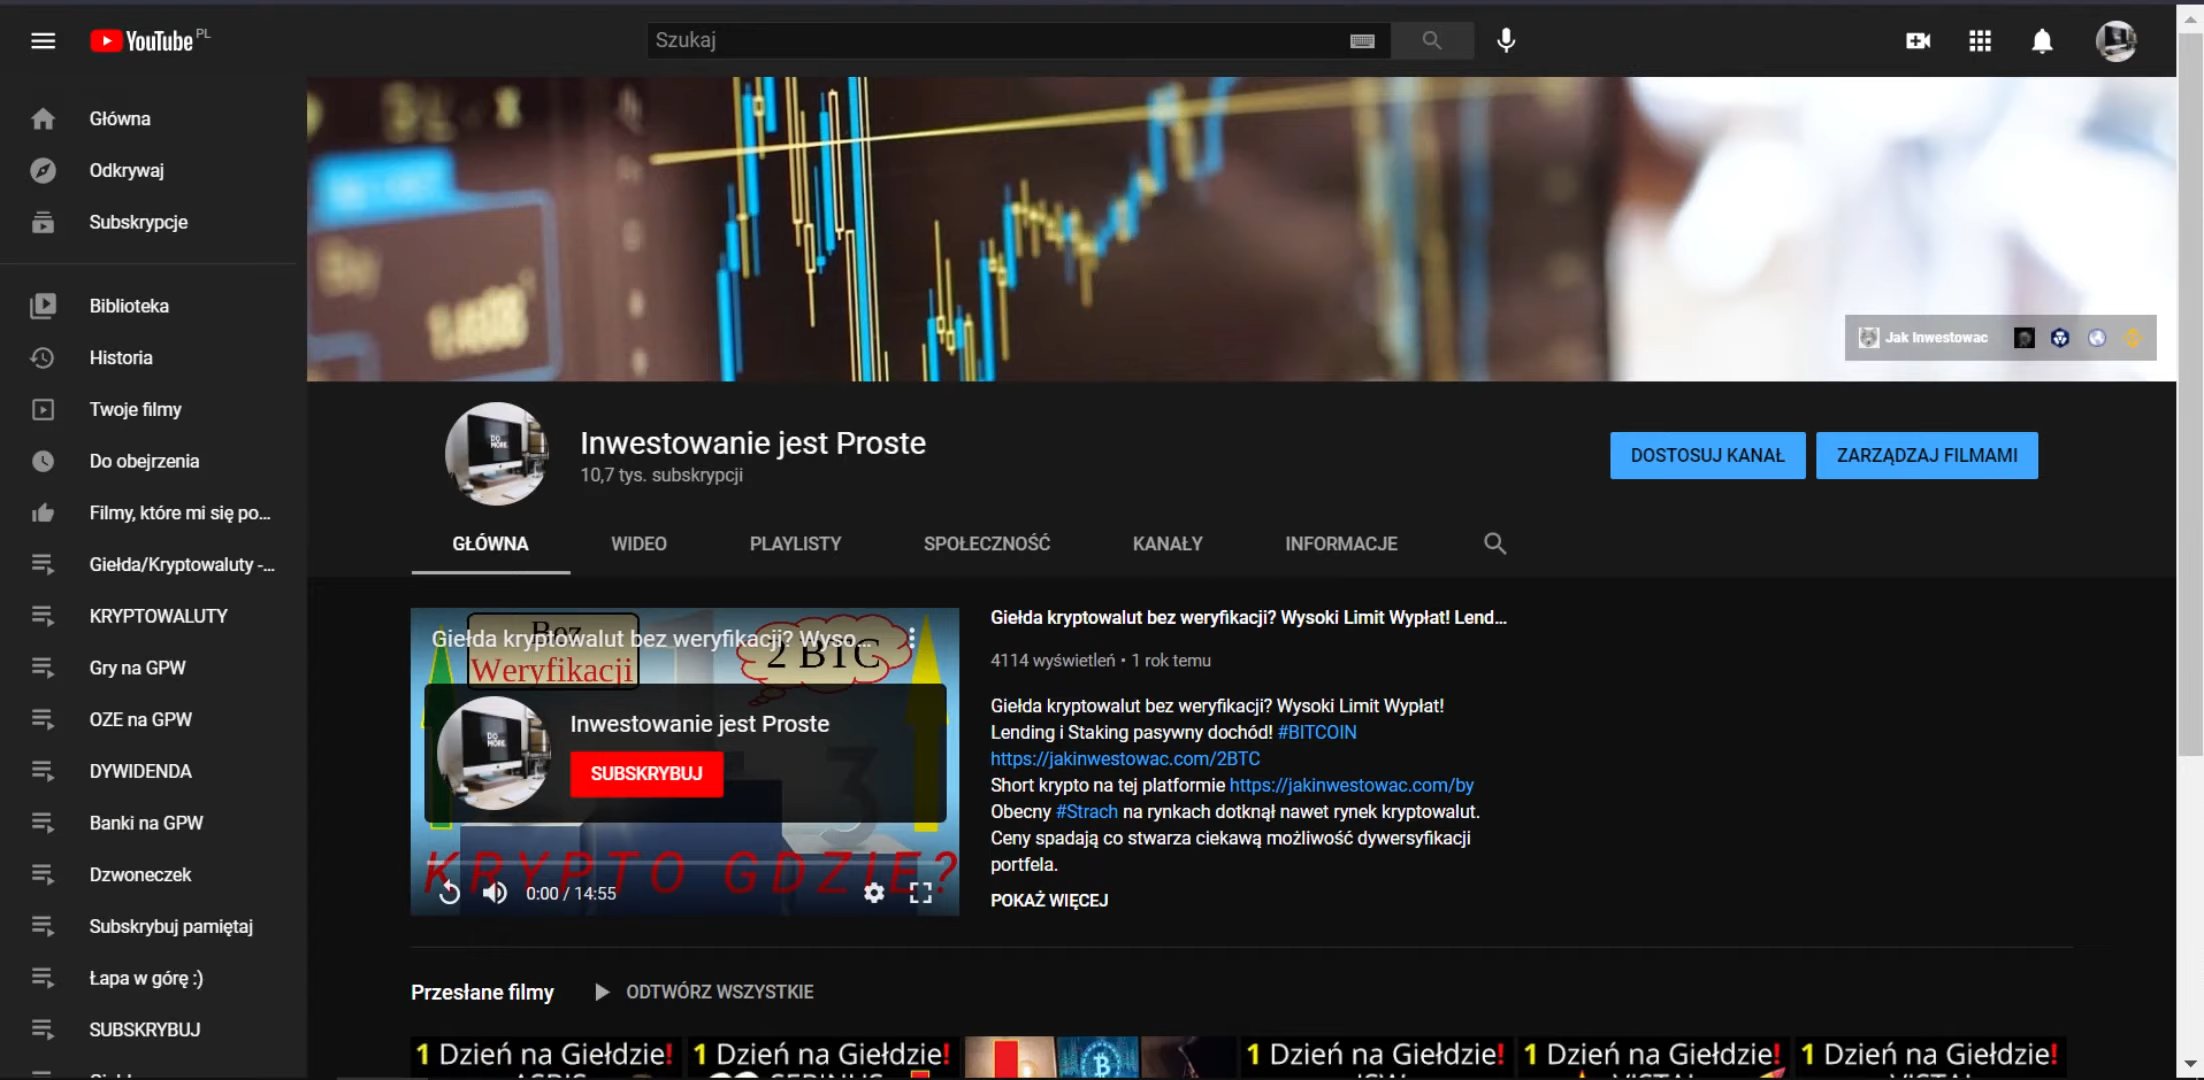 YouTube PL
Szukaj
Główna
Odkrywaj
Subskrypcje
Biblioteka
Historia
Twoje filmy
Do obejrzenia
Filmy, które mi się po...
Giełda/Kryptowaluty -...
KRYPTOWALUTY
Gry na GPW
OZE na GPW
DYWIDENDA
Banki na GPW
Dzwoneczek
Subskrybuj pamiętaj
Łapa w górę :)
SUBSKRYBUJ
Jak Inwestowac
DO MORE.
Inwestowanie jest Proste
10,7 tys. subskrypcji
DOSTOSUJ KANAŁ
ZARZĄDZAJ FILMAMI
GŁÓWNA WIDEO PLAYLISTY SPOŁECZNOŚĆ KANAŁY INFORMACJE
Giełda kryptowalut bez weryfikacji? Wyso...
Bez
Weryfikacji
2 BTC
Inwestowanie jest Proste
DO MORE.
SUBSKRYBUJ
3
KRYPTO GDZIE?
0:00 / 14:55
Giełda kryptowalut bez weryfikacji? Wysoki Limit Wypłat! Lend...
4114 wyświetleń • 1 rok temu
Giełda kryptowalut bez weryfikacji? Wysoki Limit Wypłat!
Lending i Staking pasywny dochód! #BITCOIN
https://jakinwestowac.com/2BTC
Short krypto na tej platformie https://jakinwestowac.com/by
Obecny #Strach na rynkach dotknął nawet rynek kryptowalut.
Ceny spadają co stwarza ciekawą możliwość dywersyfikacji
portfela.
POKAŻ WIĘCEJ
Przesłane filmy ODTWÓRZ WSZYSTKIE
1 Dzień na Giełdzie!
1 Dzień na Giełdzie!
1 Dzień na Giełdzie!
1 Dzień na Giełdzie!
1 Dzień na Giełdzie!